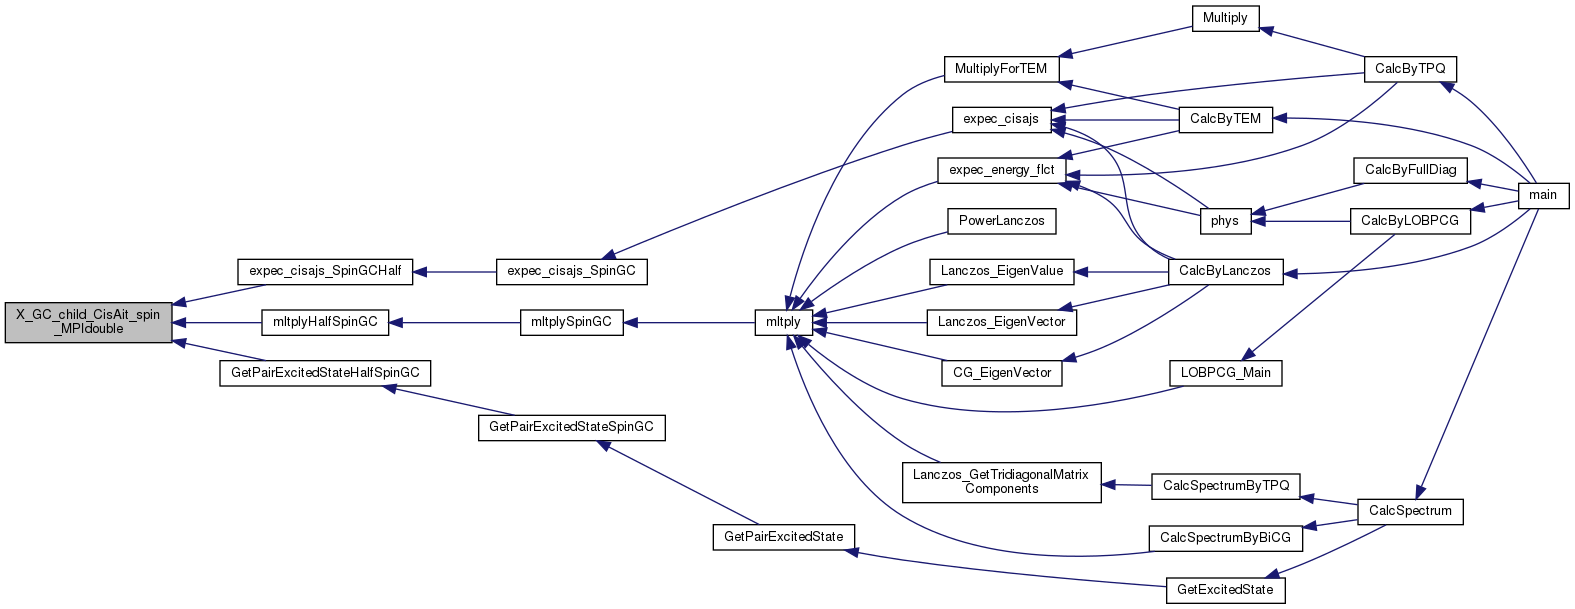 Multiply
MultiplyForTEM
CalcByTPQ
expec_cisajs
CalcByTEM
expec_energy_flct
CalcByFullDiag
main
PowerLanczos
phys
CalcByLOBPCG
expec_cisajs_SpinGCHalf
expec_cisajs_SpinGC
Lanczos_EigenValue
CalcByLanczos
X_GC_child_CisAit_spin
_MPIdouble
mltplyHalfSpinGC
mltplySpinGC
mltply
Lanczos_EigenVector
GetPairExcitedStateHalfSpinGC
CG_EigenVector
LOBPCG_Main
GetPairExcitedStateSpinGC
Lanczos_GetTridiagonalMatrix
Components
CalcSpectrumByTPQ
CalcSpectrum
GetPairExcitedState
CalcSpectrumByBiCG
GetExcitedState